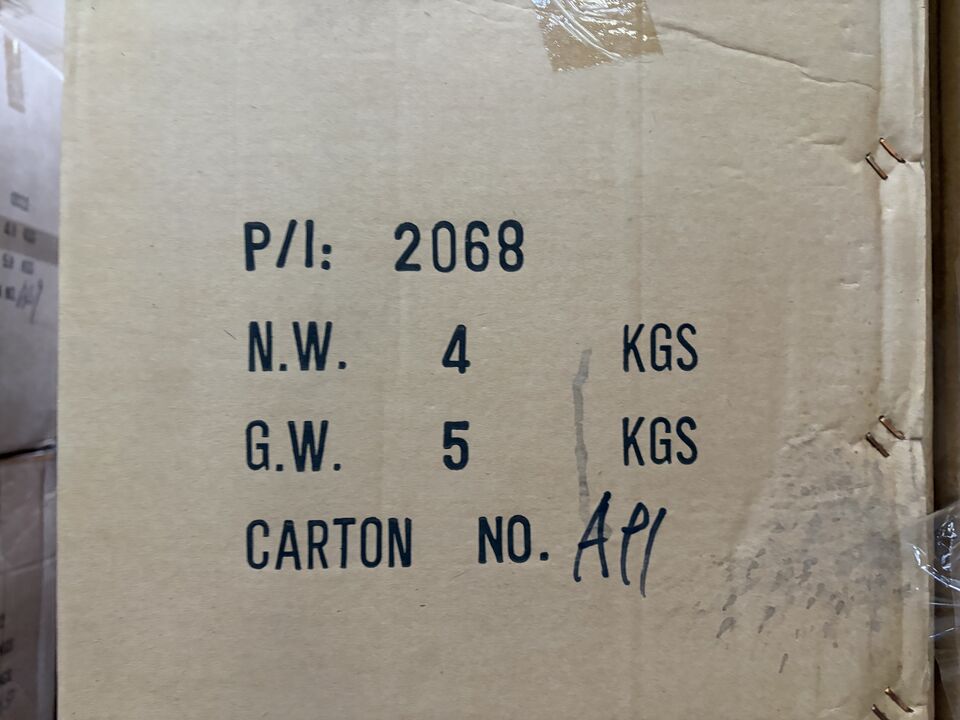 P/I: 2068
N.W. 4 KGS
G.W. 5 KGS
CARTON NO. AP1